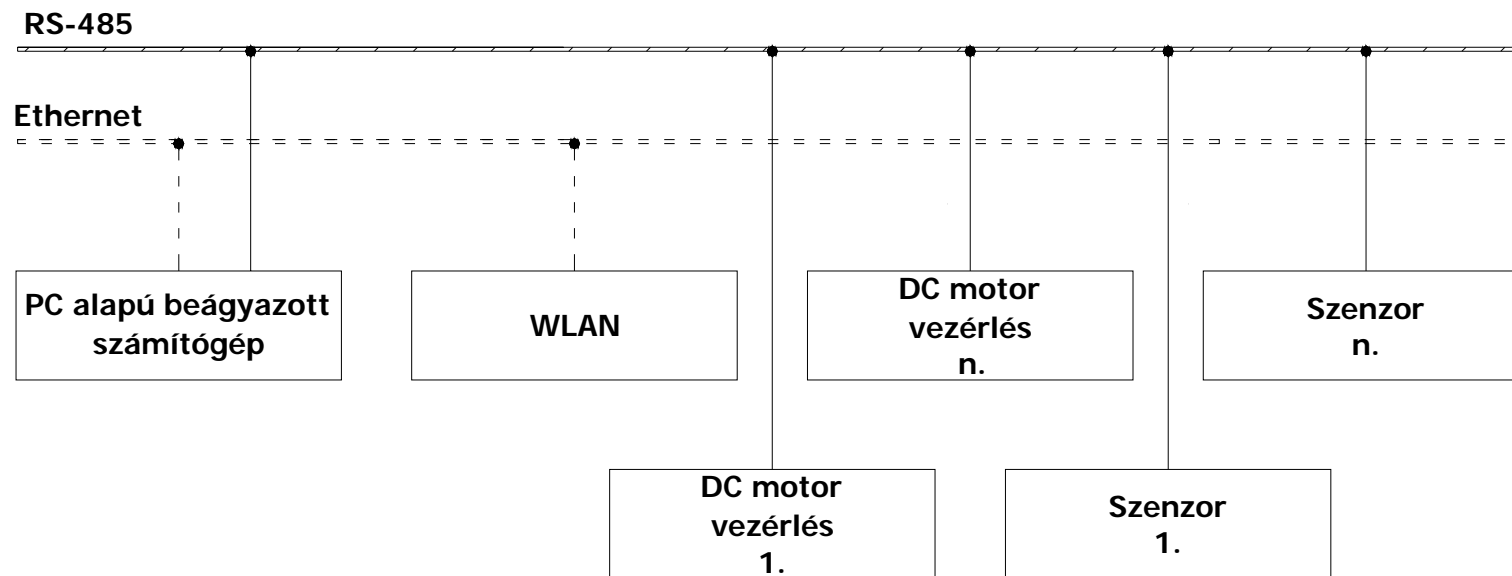 RS-485
Ethernet
PC alapú beágyazott
számítógép
WLAN
DC motor
vezérlés
n.
Szenzor
n.
DC motor
vezérlés
1.
Szenzor
1.